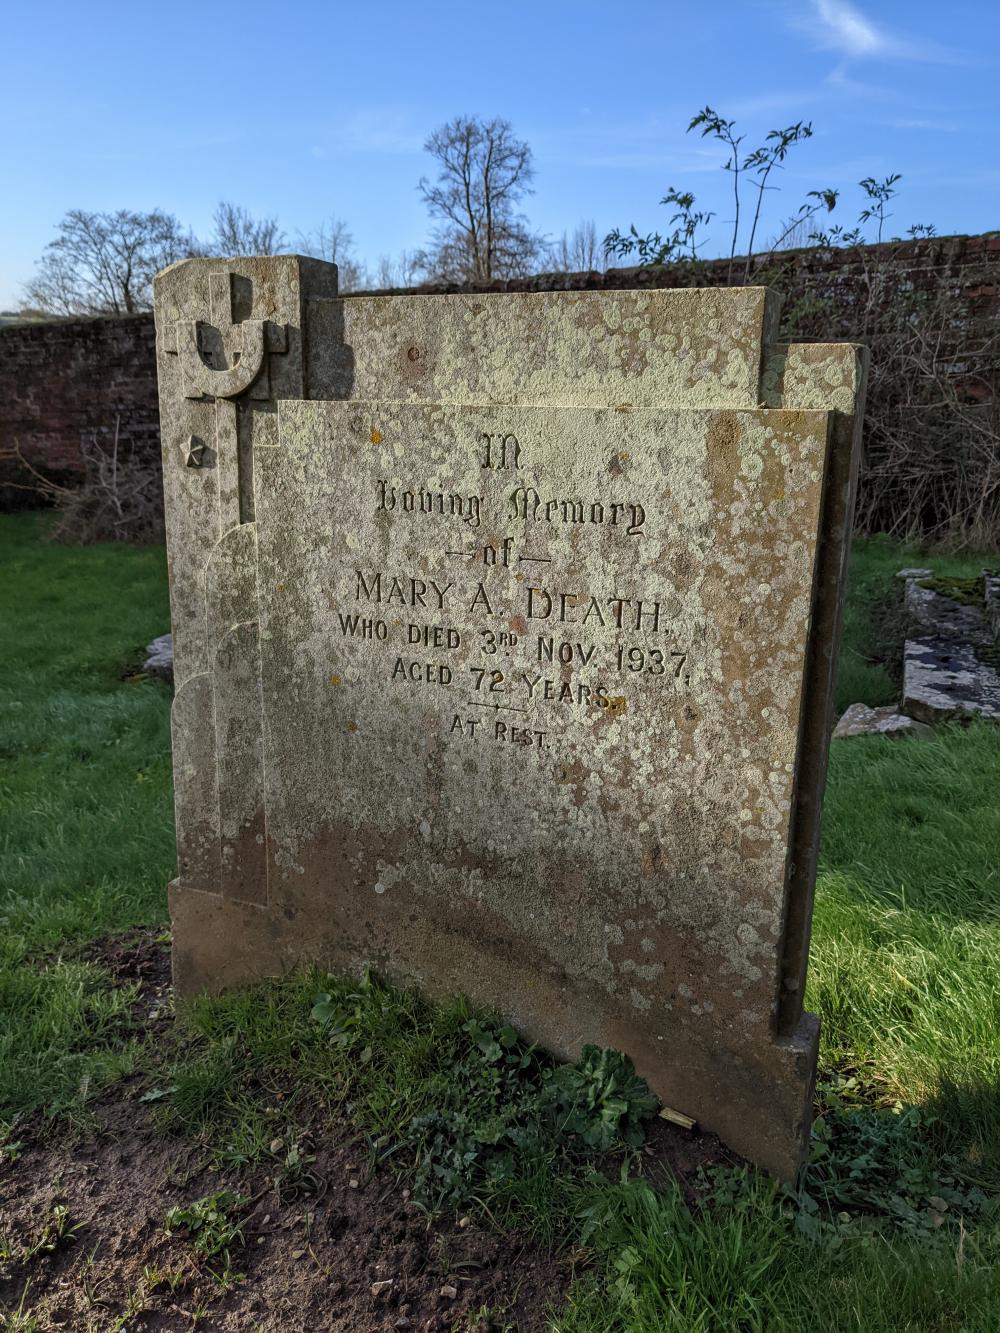 IN
Loving Memory
of
MARY A. DEATH.
WHO DIED 3RD NOV. 1937,
AGED 72 YEARS.
AT REST.